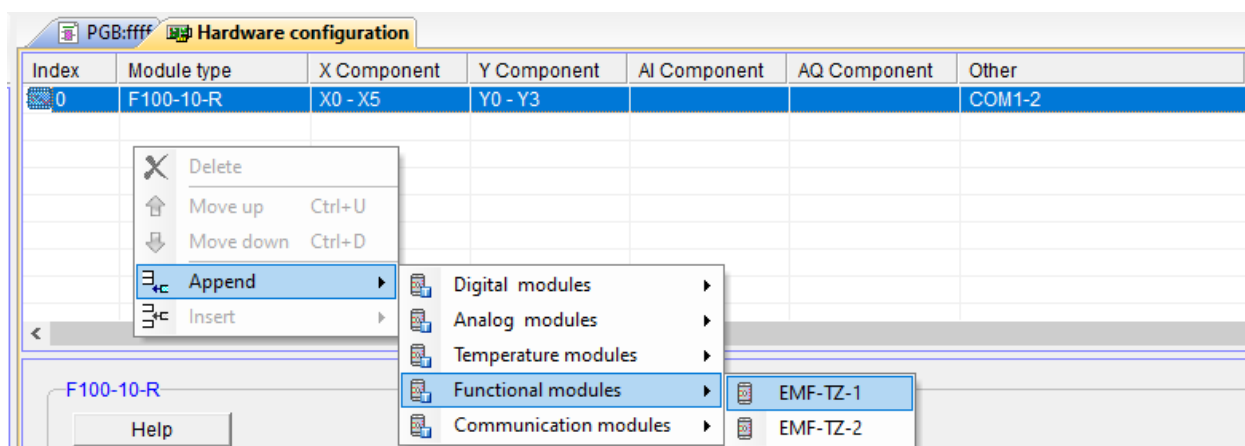 PGB:ffff Hardware configuration
Index Module type X Component Y Component AI Component AQ Component Other
0 F100-10-R X0 - X5 Y0 - Y3 COM1-2
Delete
Move up Ctrl+U
Move down Ctrl+D
Append
Insert
Digital modules
Analog modules
Temperature modules
Functional modules
Communication modules
EMF-TZ-1
EMF-TZ-2
F100-10-R
Help